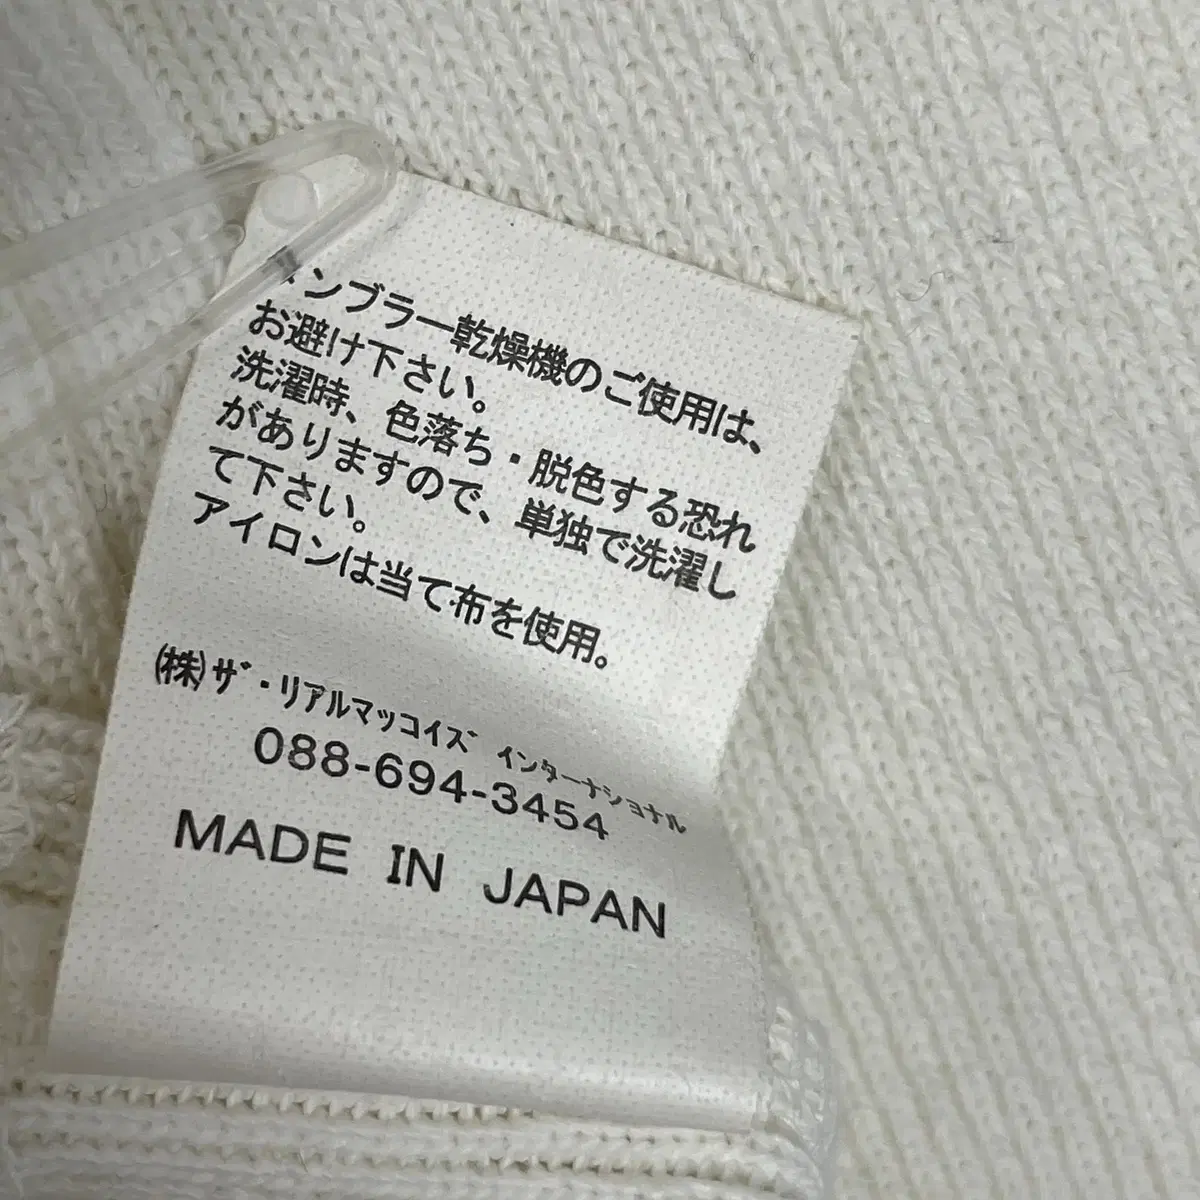 タンブラー乾燥機のご使用は、
お避け下さい。
洗濯時、色落ち・脱色する恐れ
がありますので、単独で洗濯し
て下さい。
アイロンは当て布を使用。
(株)ザ・リアルマッコイズ インターナショナル
088-694-3454
MADE IN JAPAN